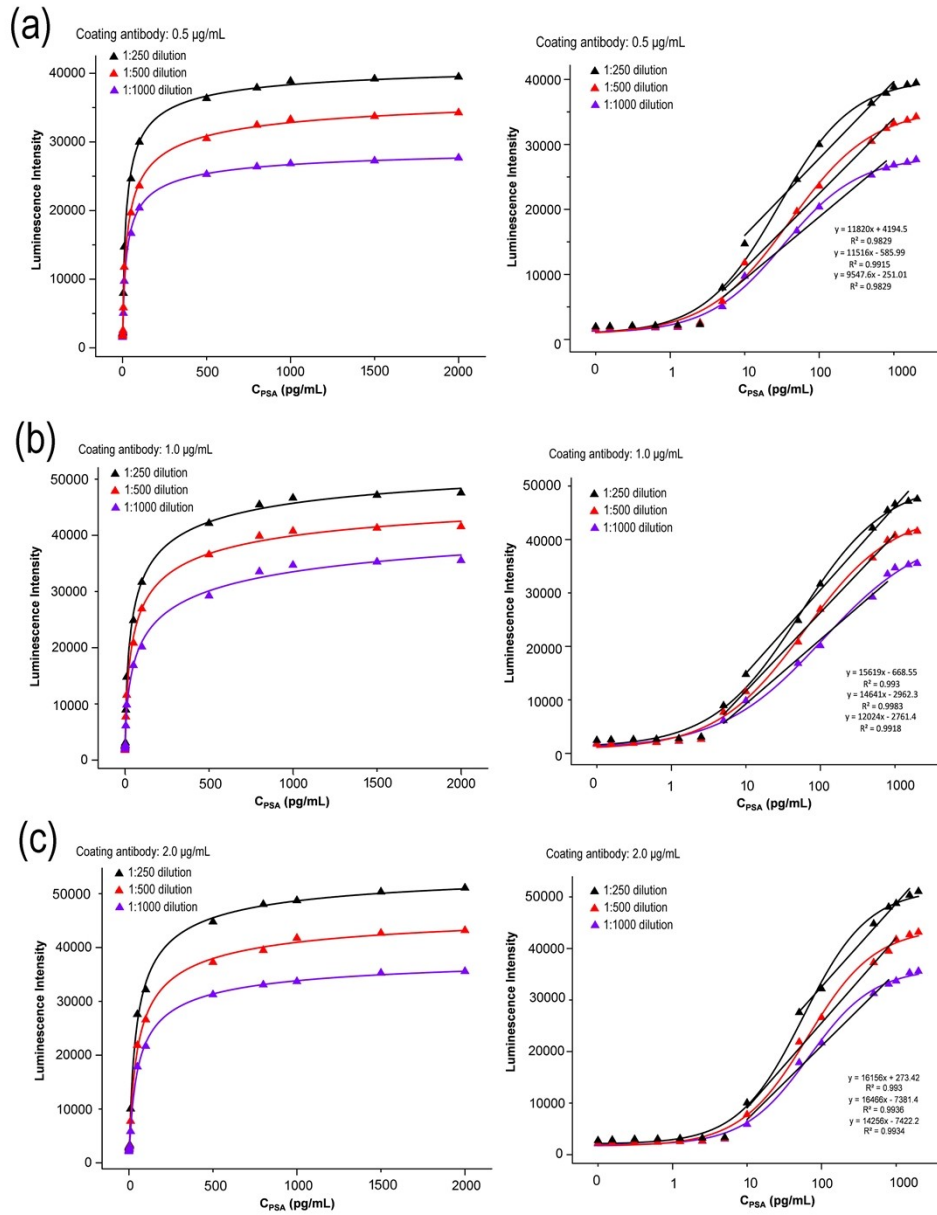 (a)
Coating antibody: 0.5 µg/mL
1:250 dilution
1:500 dilution
1:1000 dilution
40000
30000
20000
10000
0
Luminescence Intensity
0 500 1000 1500 2000
CPSA (pg/mL)
Coating antibody: 0.5 µg/mL
1:250 dilution
1:500 dilution
1:1000 dilution
40000
30000
20000
10000
0
Luminescence Intensity
y = 11820x + 4194.5
R² = 0.9829
y = 11516x - 585.99
R² = 0.9915
y = 9547.6x - 251.01
R² = 0.9829
0 1 10 100 1000
CPSA (pg/mL)
(b)
Coating antibody: 1.0 µg/mL
1:250 dilution
1:500 dilution
1:1000 dilution
50000
40000
30000
20000
10000
0
Luminescence Intensity
0 500 1000 1500 2000
CPSA (pg/mL)
Coating antibody: 1.0 µg/mL
1:250 dilution
1:500 dilution
1:1000 dilution
50000
40000
30000
20000
10000
0
Luminescence Intensity
y = 15619x - 668.55
R² = 0.993
y = 14641x - 2962.3
R² = 0.9983
y = 12024x - 2761.4
R² = 0.9918
0 1 10 100 1000
CPSA (pg/mL)
(c)
Coating antibody: 2.0 µg/mL
1:250 dilution
1:500 dilution
1:1000 dilution
50000
40000
30000
20000
10000
0
Luminescence Intensity
0 500 1000 1500 2000
CPSA (pg/mL)
Coating antibody: 2.0 µg/mL
1:250 dilution
1:500 dilution
1:1000 dilution
50000
40000
30000
20000
10000
0
Luminescence Intensity
y = 16156x + 273.42
R² = 0.993
y = 16466x - 7381.4
R² = 0.9936
y = 14256x - 7422.2
R² = 0.9934
0 1 10 100 1000
CPSA (pg/mL)